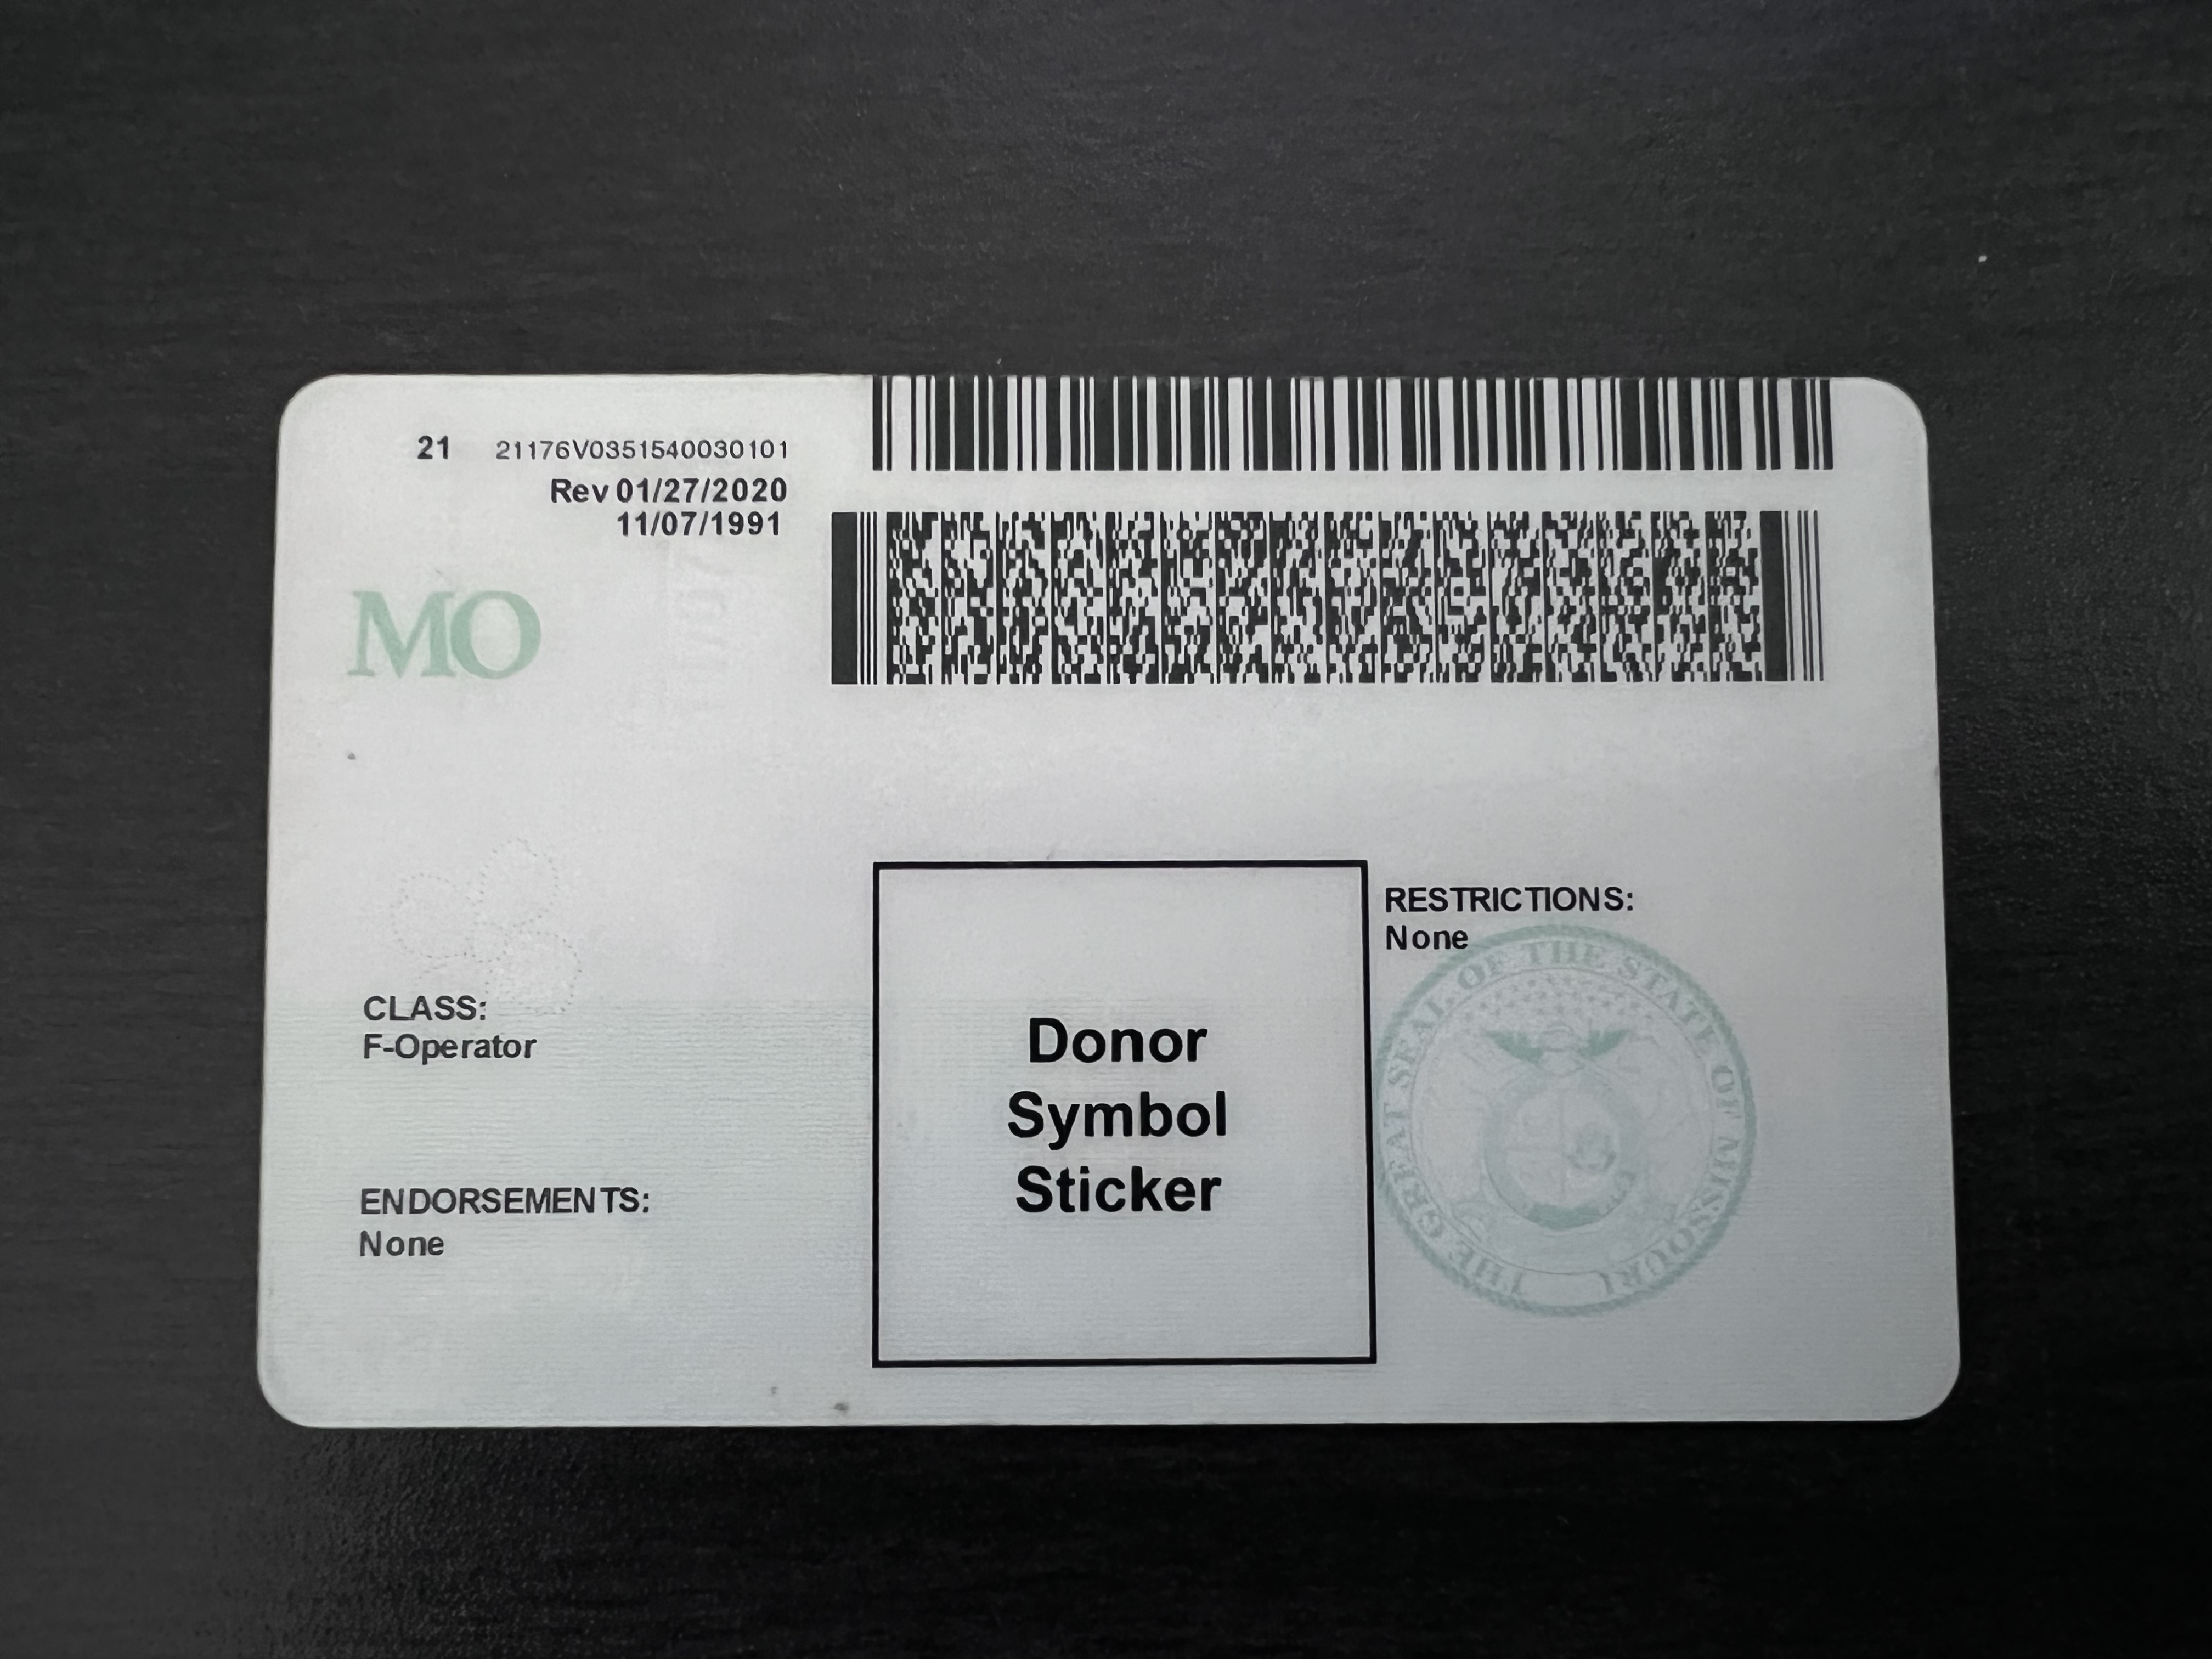 21 21176V0351540030101
Rev 01/27/2020
11/07/1991
MO
CLASS:
F-Operator
ENDORSEMENTS:
None
Donor
Symbol
Sticker
RESTRICTIONS:
None
THE GREAT SEAL OF THE STATE OF MISSOURI